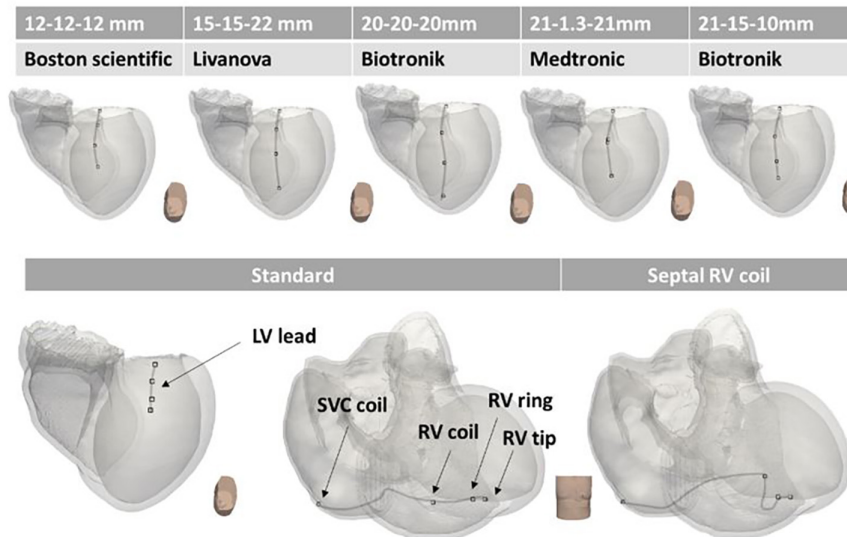 12-12-12 mm 15-15-22 mm 20-20-20mm 21-1.3-21mm 21-15-10mm
Boston scientific Livanova Biotronik Medtronic Biotronik
Standard Septal RV coil
LV lead
SVC coil
RV ring
RV coil
RV tip